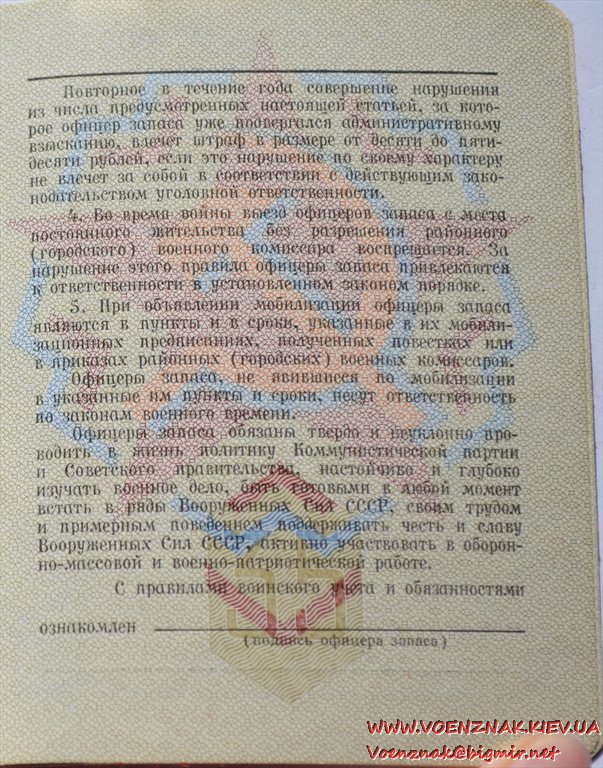 Повторное в течение года совершение нарушения
из числа предусмотренных настоящей статьей, за кото-
рое офицер запаса уже подвергался административному
взысканию, влечет штраф в размере от десяти до пяти-
десяти рублей, если это нарушение по своему характеру
не влечет за собой в соответствии с действующим зако-
нодательством уголовной ответственности.
4. Во время войны выезд офицеров запаса с места
постоянного жительства без разрешения районного
(городского) военного комиссара воспрещается. За
нарушение этого правила офицеры запаса привлекаются
к ответственности в установленном законом порядке.
5. При объявлении мобилизации офицеры запаса
являются в пункты и в сроки, указанные в их мобили-
зационных предписаниях, полученных повестках или
в приказах районных (городских) военных комиссаров.
Офицеры запаса, не явившиеся по мобилизации
в указанные им пункты и сроки, несут ответственность
по законам военного времени.
Офицеры запаса обязаны твердо и неуклонно про-
водить в жизнь политику Коммунистической партии
и Советского правительства, настойчиво и глубоко
изучать военное дело, быть готовыми в любой момент
встать в ряды Вооруженных Сил СССР, своим трудом
и примерным поведением поддерживать честь и славу
Вооруженных Сил СССР, активно участвовать в оборон-
но-массовой и военно-патриотической работе.
С правилами воинского учета и обязанностями
ознакомлен
(подпись офицера запаса)
WWW.VOENZNAK.KIEV.UA
Voenznak@bigmir.net